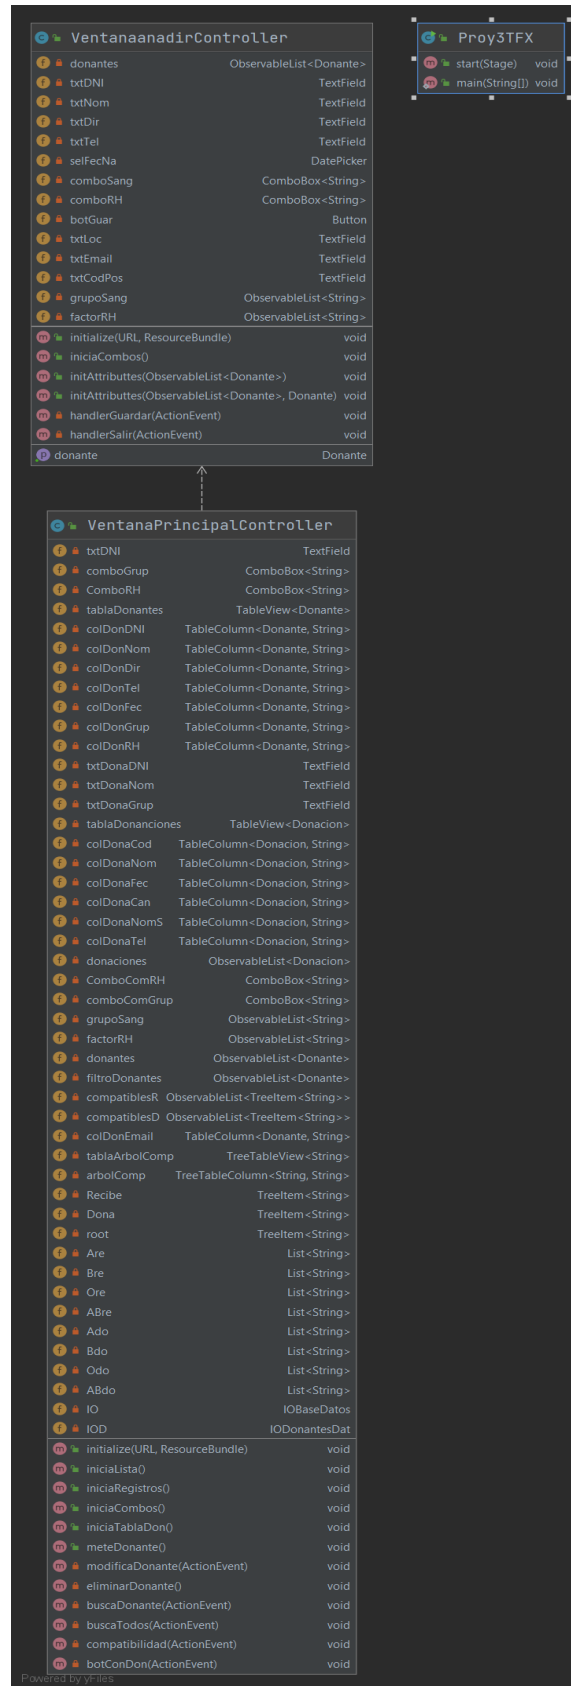 VentanaanadirController
donantes ObservableList<Donante>
txtDNI TextField
txtNom TextField
txtDir TextField
txtTel TextField
selFecNa DatePicker
comboSang ComboBox<String>
comboRH ComboBox<String>
botGuar Button
txtLoc TextField
txtEmail TextField
txtCodPos TextField
grupoSang ObservableList<String>
factorRH ObservableList<String>
initialize(URL, ResourceBundle) void
iniciaCombos() void
initAttributtes(ObservableList<Donante>) void
initAttributtes(ObservableList<Donante>, Donante) void
handlerGuardar(ActionEvent) void
handlerSalir(ActionEvent) void
donante Donante
Proy3TFX
start(Stage) void
main(String[]) void
VentanaPrincipalController
txtDNI TextField
comboGrup ComboBox<String>
ComboRH ComboBox<String>
tablaDonantes TableView<Donante>
colDonDNI TableColumn<Donante, String>
colDonNom TableColumn<Donante, String>
colDonDir TableColumn<Donante, String>
colDonTel TableColumn<Donante, String>
colDonFec TableColumn<Donante, String>
colDonGrup TableColumn<Donante, String>
colDonRH TableColumn<Donante, String>
txtDonaDNI TextField
txtDonaNom TextField
txtDonaGrup TextField
tablaDonanciones TableView<Donacion>
colDonaCod TableColumn<Donacion, String>
colDonaNom TableColumn<Donacion, String>
colDonaFec TableColumn<Donacion, String>
colDonaCan TableColumn<Donacion, String>
colDonaNomS TableColumn<Donacion, String>
colDonaTel TableColumn<Donacion, String>
donaciones ObservableList<Donacion>
ComboComRH ComboBox<String>
comboComGrup ComboBox<String>
grupoSang ObservableList<String>
factorRH ObservableList<String>
donantes ObservableList<Donante>
filtroDonantes ObservableList<Donante>
compatiblesR ObservableList<TreeItem<String>>
compatiblesD ObservableList<TreeItem<String>>
colDonEmail TableColumn<Donante, String>
tablaArbolComp TreeTableView<String>
arbolComp TreeTableColumn<String, String>
Recibe TreeItem<String>
Dona TreeItem<String>
root TreeItem<String>
Are List<String>
Bre List<String>
Ore List<String>
ABre List<String>
Ado List<String>
Bdo List<String>
Odo List<String>
ABdo List<String>
IO IOBaseDatos
IOD IODonantesDat
initialize(URL, ResourceBundle) void
iniciaLista() void
iniciaRegistros() void
iniciaCombos() void
iniciaTablaDon() void
meteDonante() void
modificaDonante(ActionEvent) void
eliminarDonante() void
buscaDonante(ActionEvent) void
buscaTodos(ActionEvent) void
compatibilidad(ActionEvent) void
botConDon(ActionEvent) void
Powered by yFiles